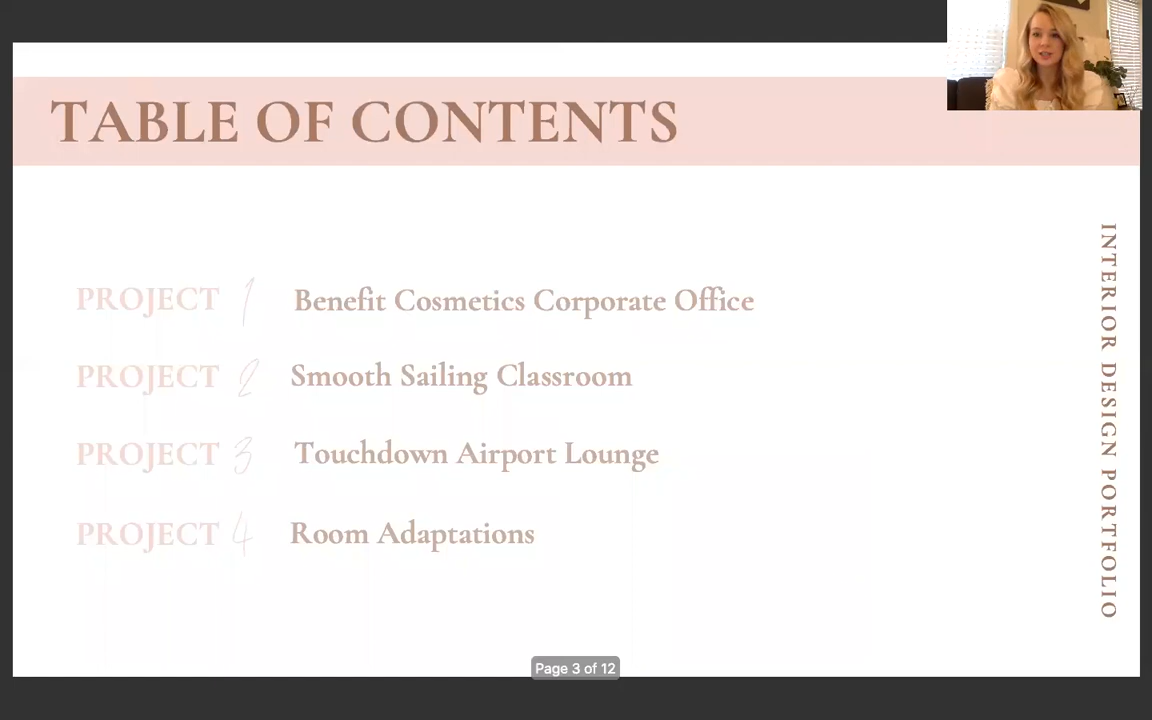 TABLE OF CONTENTS
PROJECT 1 Benefit Cosmetics Corporate Office
PROJECT 2 Smooth Sailing Classroom
PROJECT 3 Touchdown Airport Lounge
PROJECT 4 Room Adaptations
INTERIOR DESIGN PORTFOLIO
Page 3 of 12